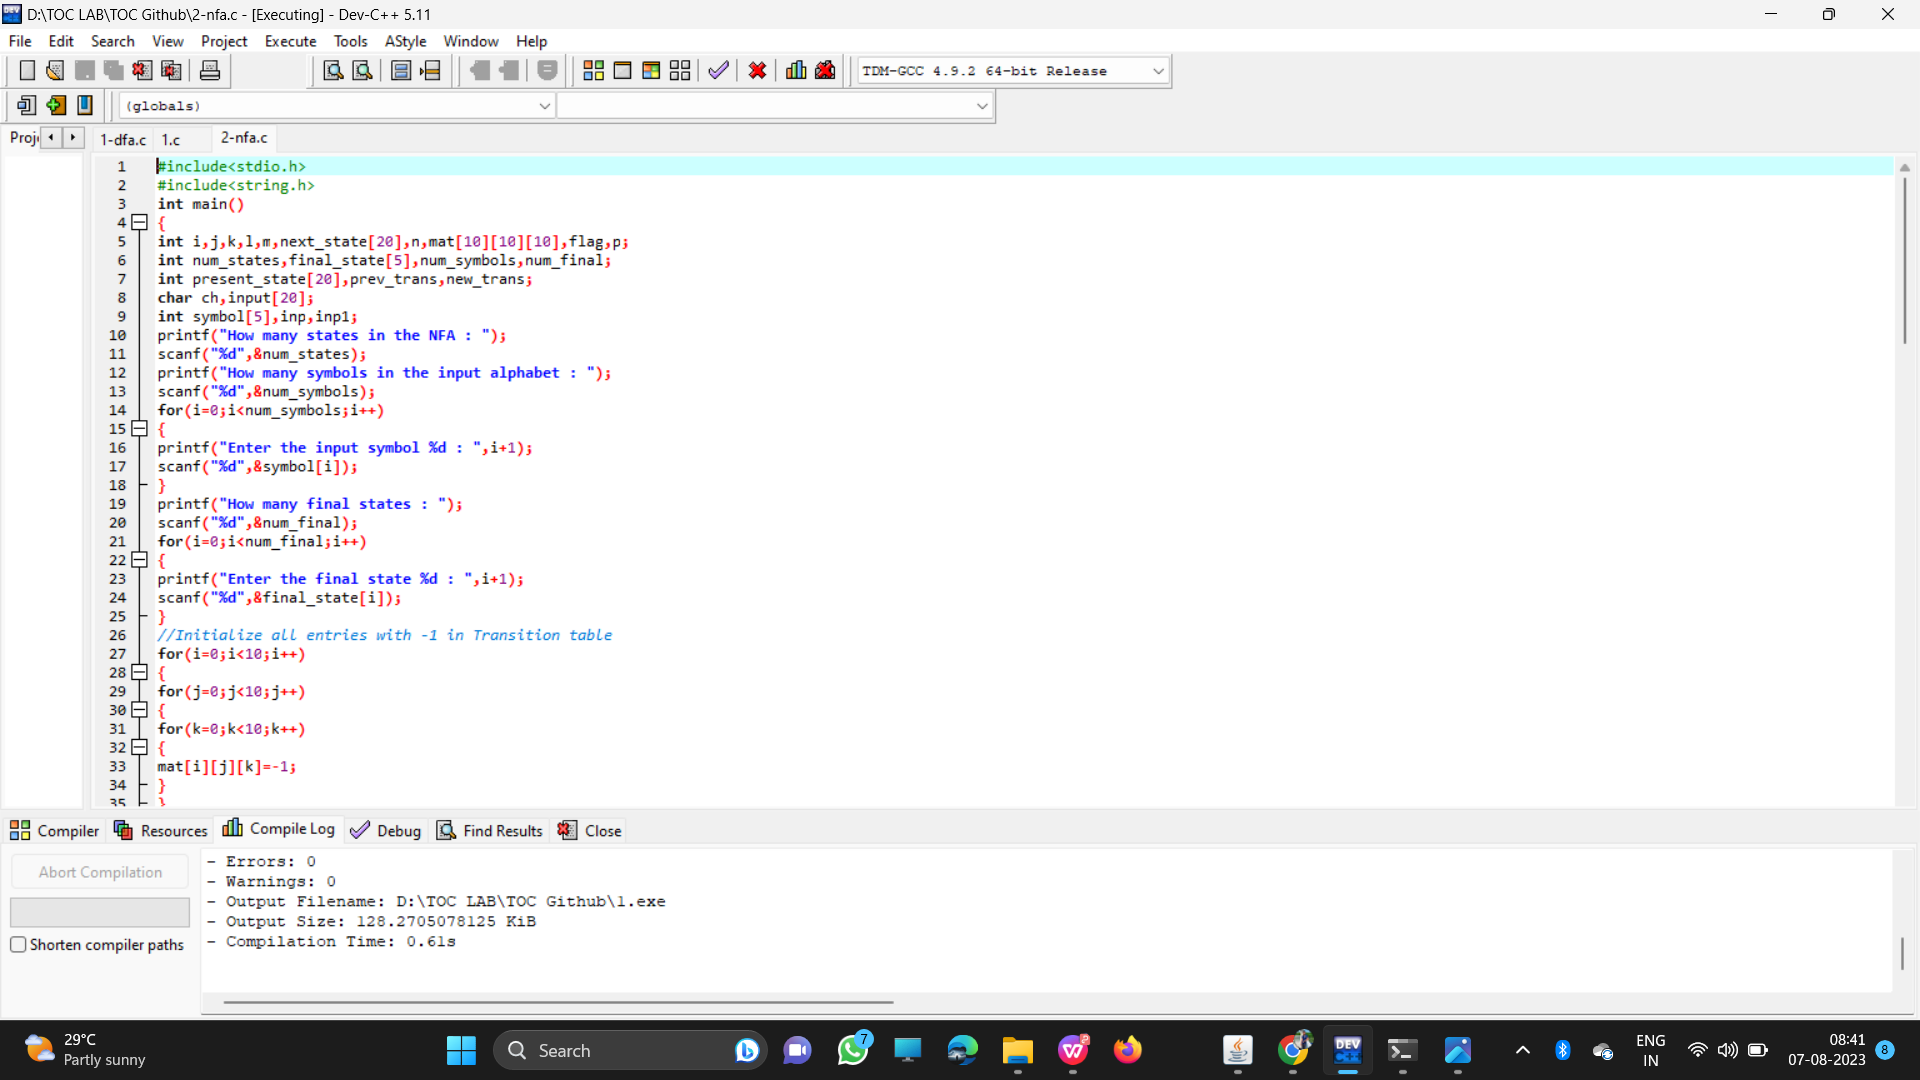 D:\TOC LAB\TOC Github\2-nfa.c - [Executing] - Dev-C++ 5.11
File Edit Search View Project Execute Tools AStyle Window Help
TDM-GCC 4.9.2 64-bit Release
(globals)
Proj 1-dfa.c 1.c 2-nfa.c
1 #include<stdio.h>
2 #include<string.h>
3 int main()
4 {
5 int i,j,k,l,m,next_state[20],n,mat[10][10][10],flag,p;
6 int num_states,final_state[5],num_symbols,num_final;
7 int present_state[20],prev_trans,new_trans;
8 char ch,input[20];
9 int symbol[5],inp,inp1;
10 printf("How many states in the NFA : ");
11 scanf("%d",&num_states);
12 printf("How many symbols in the input alphabet : ");
13 scanf("%d",&num_symbols);
14 for(i=0;i<num_symbols;i++)
15 {
16 printf("Enter the input symbol %d : ",i+1);
17 scanf("%d",&symbol[i]);
18 }
19 printf("How many final states : ");
20 scanf("%d",&num_final);
21 for(i=0;i<num_final;i++)
22 {
23 printf("Enter the final state %d : ",i+1);
24 scanf("%d",&final_state[i]);
25 }
26 //Initialize all entries with -1 in Transition table
27 for(i=0;i<10;i++)
28 {
29 for(j=0;j<10;j++)
30 {
31 for(k=0;k<10;k++)
32 {
33 mat[i][j][k]=-1;
34 }
35 }
Compiler Resources Compile Log Debug Find Results Close
Abort Compilation
Shorten compiler paths
- Errors: 0
- Warnings: 0
- Output Filename: D:\TOC LAB\TOC Github\1.exe
- Output Size: 128.2705078125 KiB
- Compilation Time: 0.61s
29°C
Partly sunny
Search
7
DEV C++
ENG
IN
08:41
07-08-2023
8